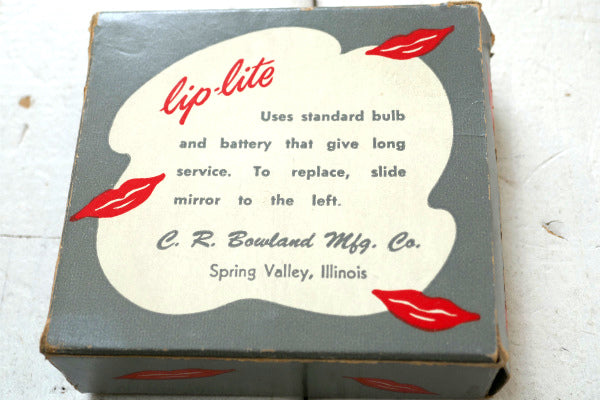 lip-lite
Uses standard bulb
and battery that give long
service. To replace, slide
mirror to the left.
C. R. Bowland Mfg. Co.
Spring Valley, Illinois